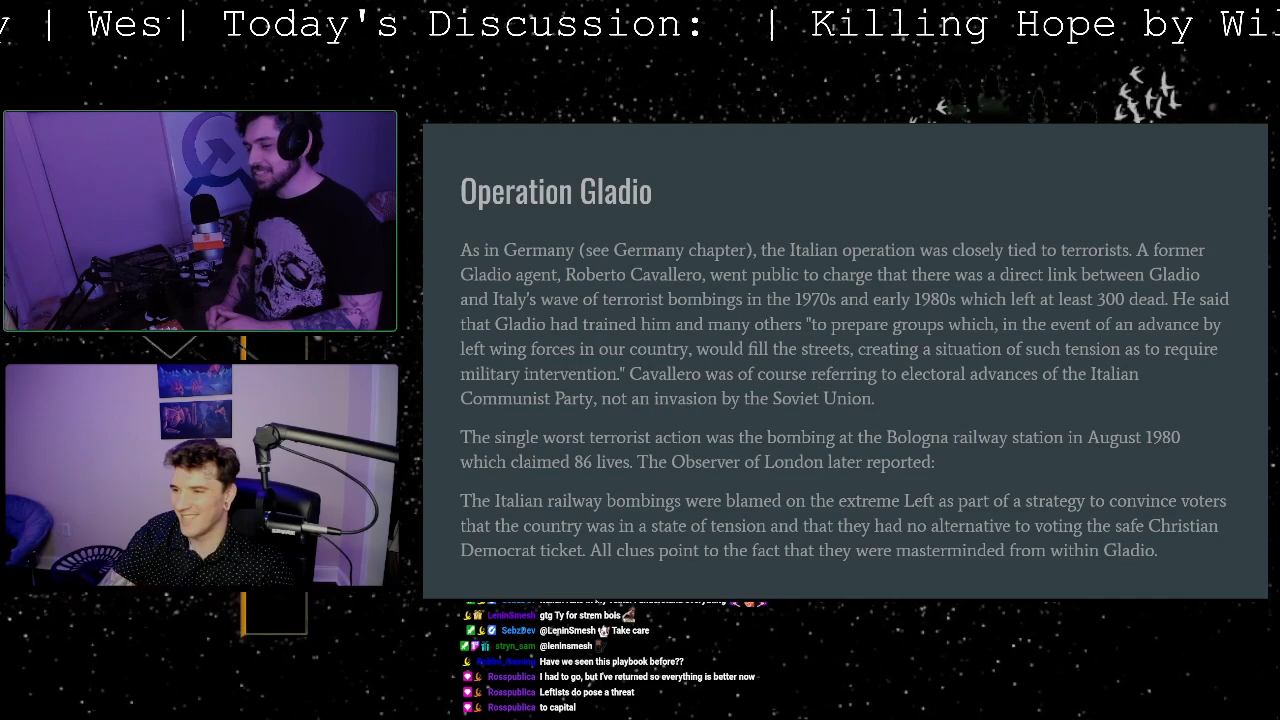 y | Wes | Today's Discussion:  | Killing Hope by Wil
Operation Gladio
As in Germany (see Germany chapter), the Italian operation was closely tied to terrorists. A former
Gladio agent, Roberto Cavallero, went public to charge that there was a direct link between Gladio
and Italy's wave of terrorist bombings in the 1970s and early 1980s which left at least 300 dead. He said
that Gladio had trained him and many others "to prepare groups which, in the event of an advance by
left wing forces in our country, would fill the streets, creating a situation of such tension as to require
military intervention." Cavallero was of course referring to electoral advances of the Italian
Communist Party, not an invasion by the Soviet Union.
The single worst terrorist action was the bombing at the Bologna railway station in August 1980
which claimed 86 lives. The Observer of London later reported:
The Italian railway bombings were blamed on the extreme Left as part of a strategy to convince voters
that the country was in a state of tension and that they had no alternative to voting the safe Christian
Democrat ticket. All clues point to the fact that they were masterminded from within Gladio.
LeninSmesh gtg Ty for strem bois
SebzDev @LeninSmesh Take care
stryn_sam @leninsmesh
Have we seen this playbook before??
Rosspublica I had to go, but I've returned so everything is better now
Rosspublica Leftists do pose a threat
Rosspublica to capital